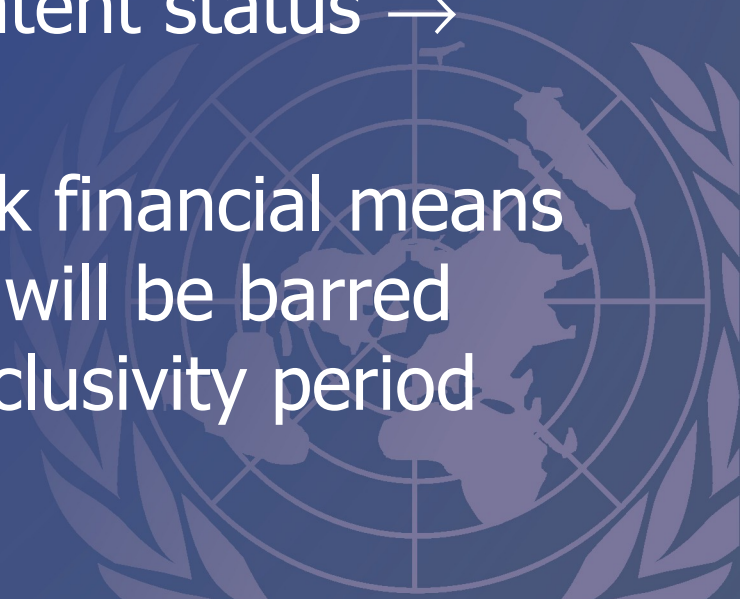 tent status →
k financial means
will be barred
clusivity period